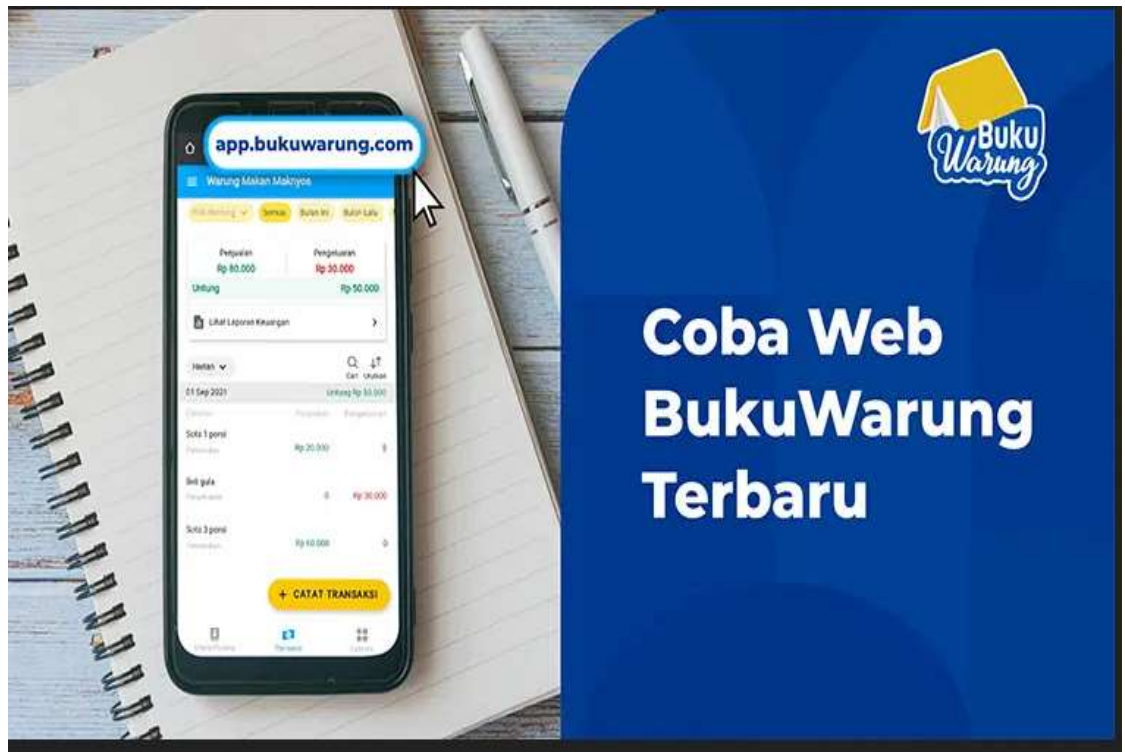 app.bukuwarung.com
Warung Makan Maknyos
Semua Bulan Ini Bulan Lalu
Penjualan Pengeluaran
Rp 80.000 Rp 30.000
Untung Rp 50.000
Lihat Laporan Keuangan
Harian
Cari Urutkan
01 Sep 2021 Untung Rp 50.000
Soto 1 porsi
Rp 20.000 0
Beli gula
0 Rp 30.000
Soto 3 porsi
Rp 60.000 0
+ CATAT TRANSAKSI
Transaksi
Buku
Warung
Coba Web
BukuWarung
Terbaru